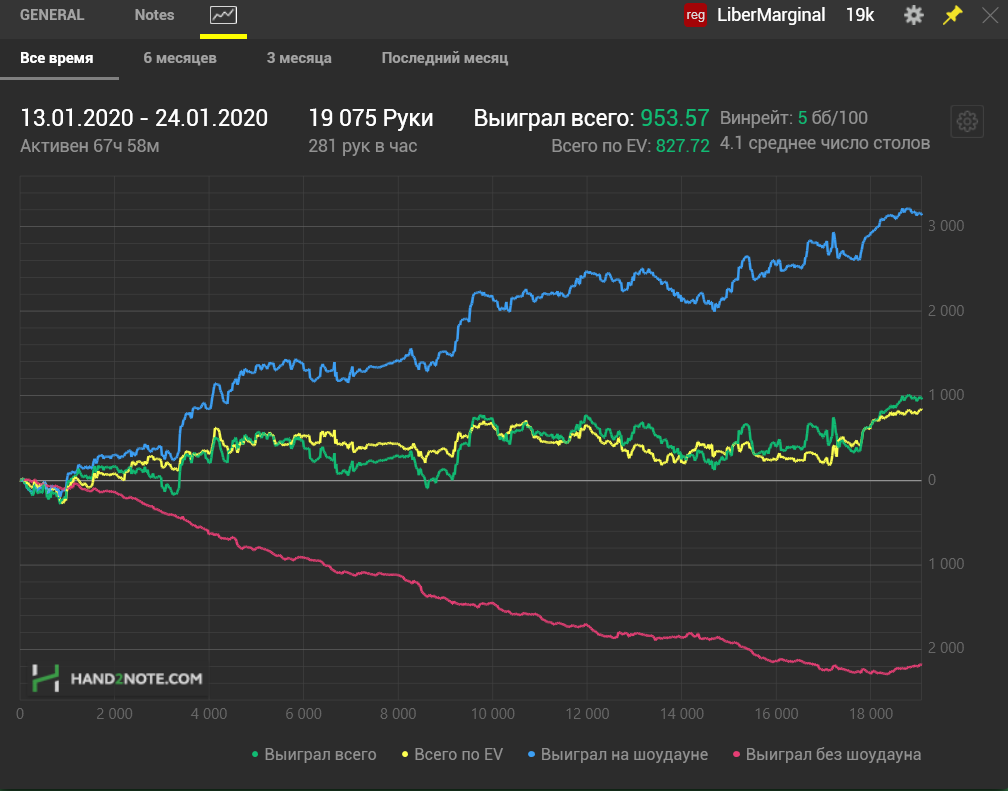 GENERAL Notes reg LiberMarginal 19k
Все время 6 месяцев 3 месяца Последний месяц
13.01.2020 - 24.01.2020 19 075 Руки Выиграл всего: 953.57 Винрейт: 5 бб/100
Активен 67ч 58м 281 рук в час Всего по EV: 827.72 4.1 среднее число столов
3 000
2 000
1 000
0
1 000
2 000
HAND2NOTE.COM
0 2 000 4 000 6 000 8 000 10 000 12 000 14 000 16 000 18 000
Выиграл всего Всего по EV Выиграл на шоудауне Выиграл без шоудауна